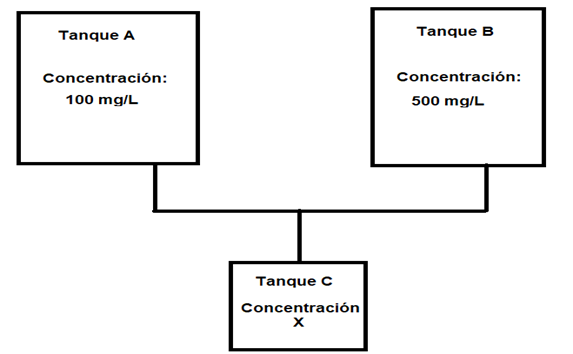 Tanque A
Concentración:
100 mg/L
Tanque B
Concentración:
500 mg/L
Tanque C
Concentración
X